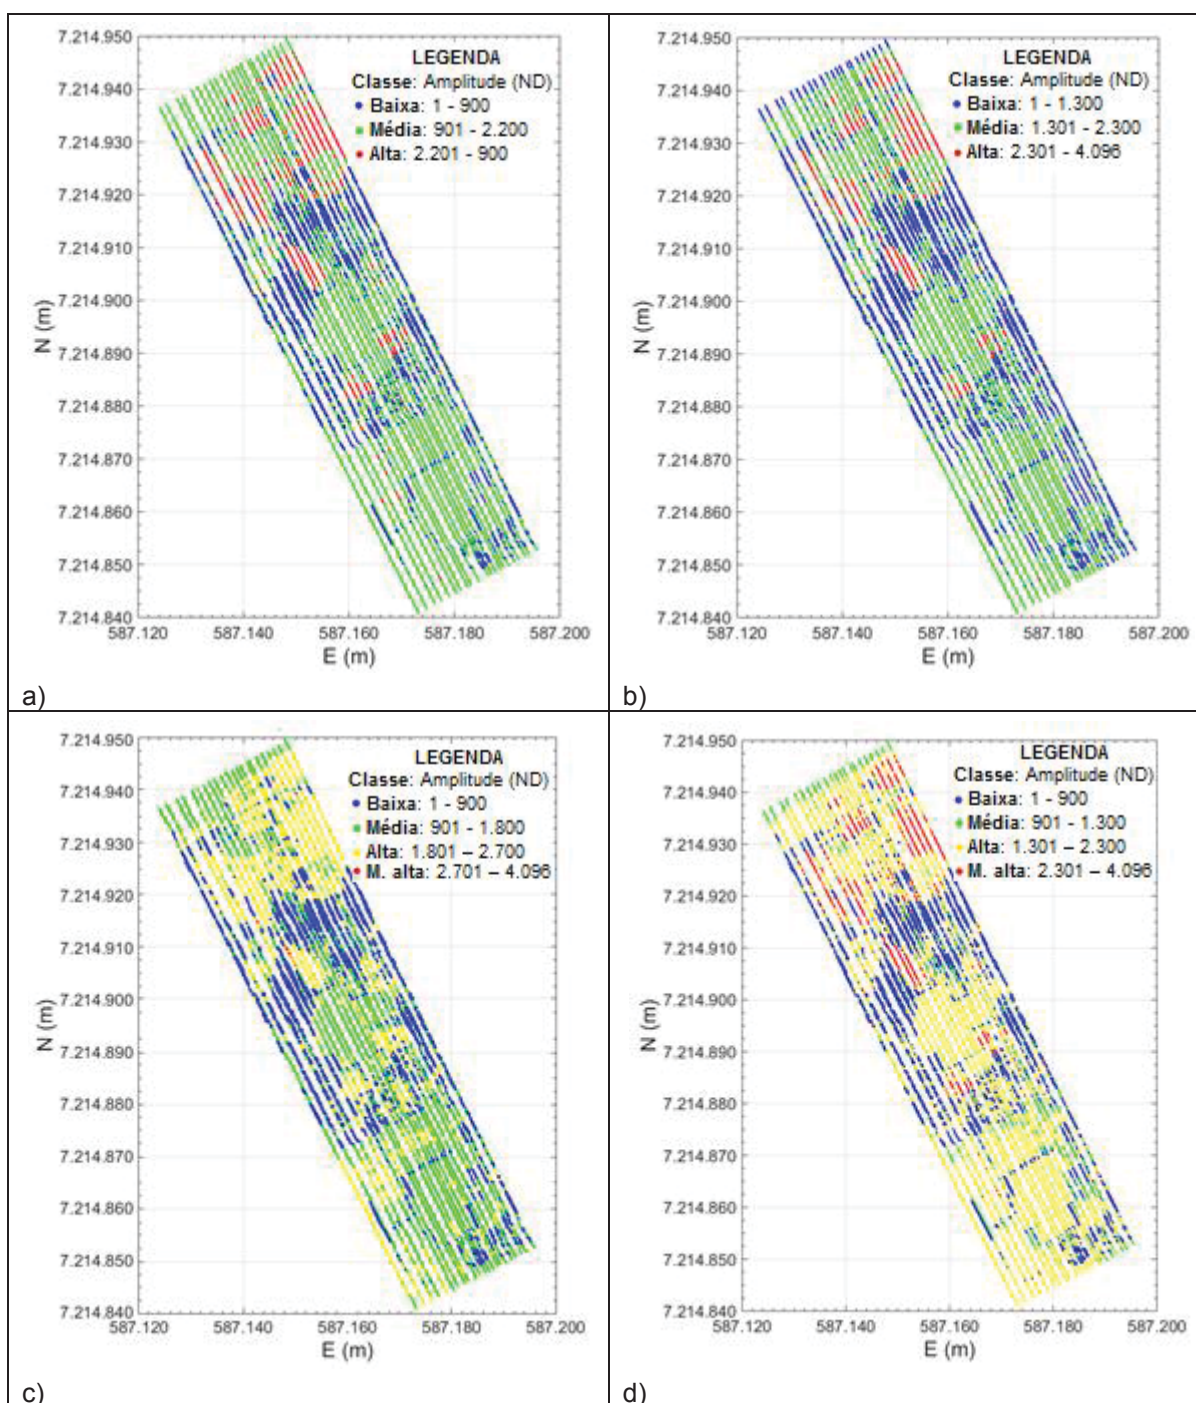 7.214.950
7.214.940
7.214.930
7.214.920
7.214.910
7.214.900
7.214.890
7.214.880
7.214.870
7.214.860
7.214.850
7.214.840
N (m)
587.120 587.140 587.160 587.180 587.200
E (m)
LEGENDA
Classe: Amplitude (ND)
Baixa: 1 - 900
Média: 901 - 2.200
Alta: 2.201 - 900
a)
7.214.950
7.214.940
7.214.930
7.214.920
7.214.910
7.214.900
7.214.890
7.214.880
7.214.870
7.214.860
7.214.850
7.214.840
N (m)
587.120 587.140 587.160 587.180 587.200
E (m)
LEGENDA
Classe: Amplitude (ND)
Baixa: 1 - 1.300
Média: 1.301 - 2.300
Alta: 2.301 - 4.096
b)
7.214.950
7.214.940
7.214.930
7.214.920
7.214.910
7.214.900
7.214.890
7.214.880
7.214.870
7.214.860
7.214.850
7.214.840
N (m)
587.120 587.140 587.160 587.180 587.200
E (m)
LEGENDA
Classe: Amplitude (ND)
Baixa: 1 - 900
Média: 901 - 1.800
Alta: 1.801 – 2.700
M. alta: 2.701 – 4.096
c)
7.214.950
7.214.940
7.214.930
7.214.920
7.214.910
7.214.900
7.214.890
7.214.880
7.214.870
7.214.860
7.214.850
7.214.840
N (m)
587.120 587.140 587.160 587.180 587.200
E (m)
LEGENDA
Classe: Amplitude (ND)
Baixa: 1 - 900
Média: 901 - 1.300
Alta: 1.301 – 2.300
M. alta: 2.301 – 4.096
d)